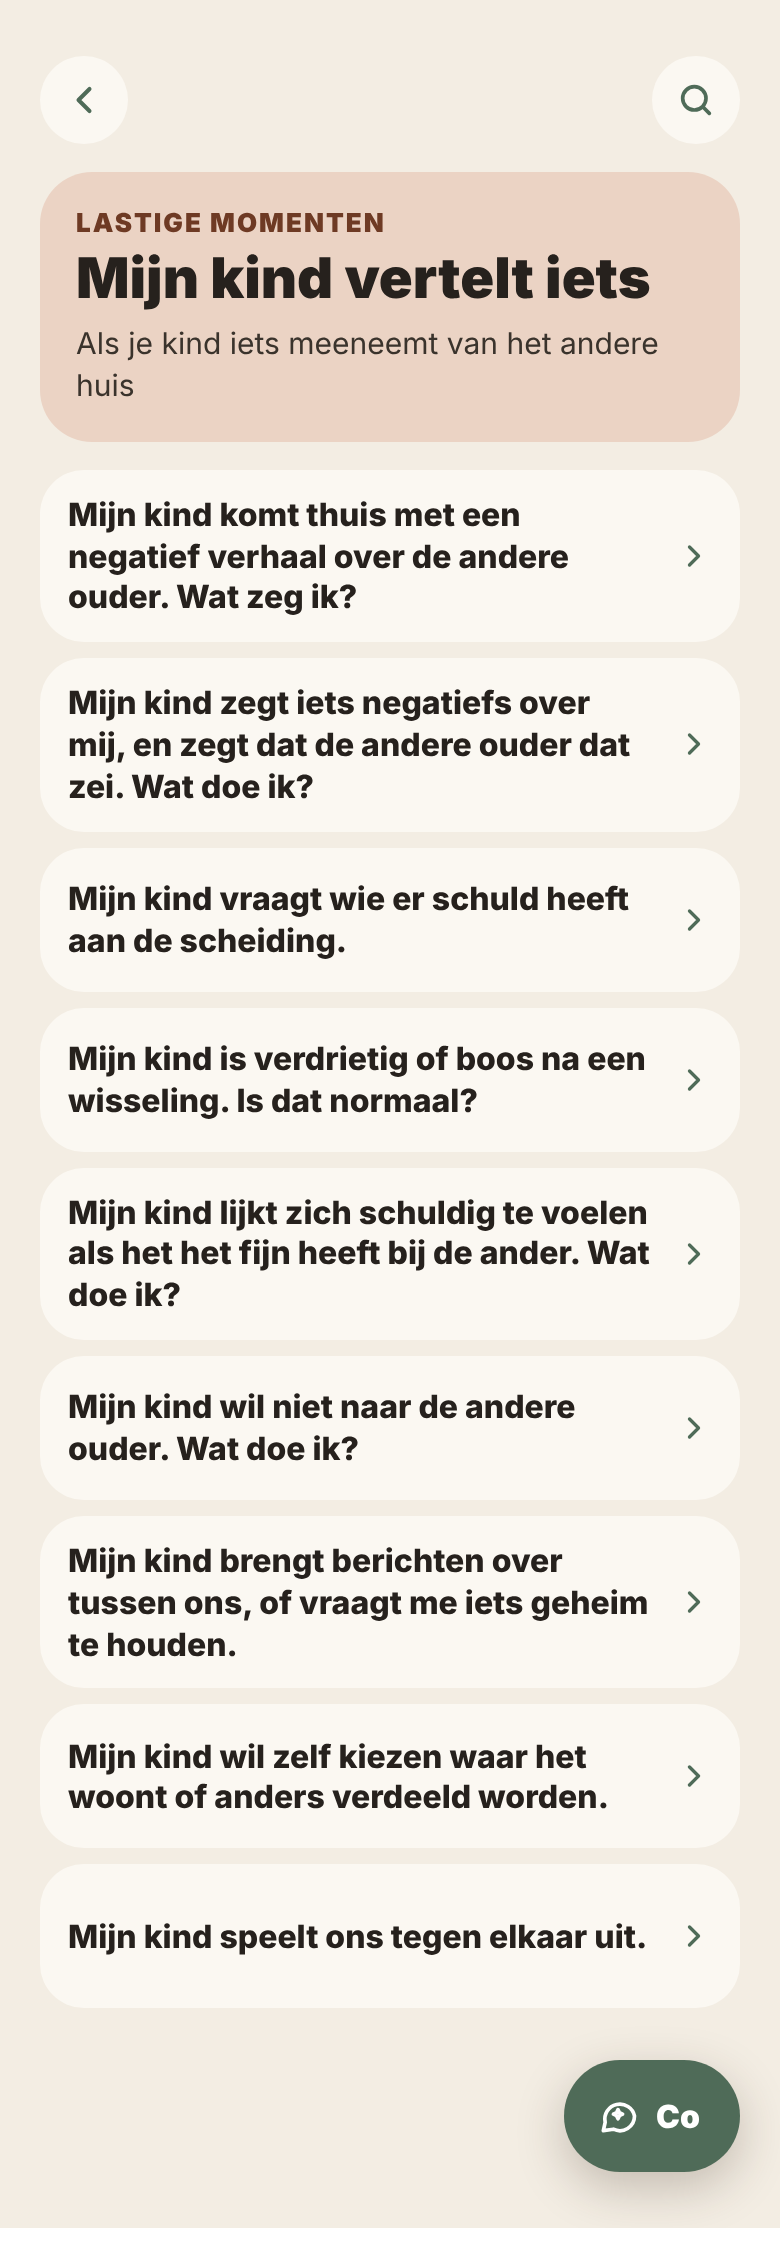 LASTIGE MOMENTEN
Mijn kind vertelt iets
Als je kind iets meeneemt van het andere
huis
Mijn kind komt thuis met een
negatief verhaal over de andere
ouder. Wat zeg ik?
Mijn kind zegt iets negatiefs over
mij, en zegt dat de andere ouder dat
zei. Wat doe ik?
Mijn kind vraagt wie er schuld heeft
aan de scheiding.
Mijn kind is verdrietig of boos na een
wisseling. Is dat normaal?
Mijn kind lijkt zich schuldig te voelen
als het het fijn heeft bij de ander. Wat
doe ik?
Mijn kind wil niet naar de andere
ouder. Wat doe ik?
Mijn kind brengt berichten over
tussen ons, of vraagt me iets geheim
te houden.
Mijn kind wil zelf kiezen waar het
woont of anders verdeeld worden.
Mijn kind speelt ons tegen elkaar uit.
Co